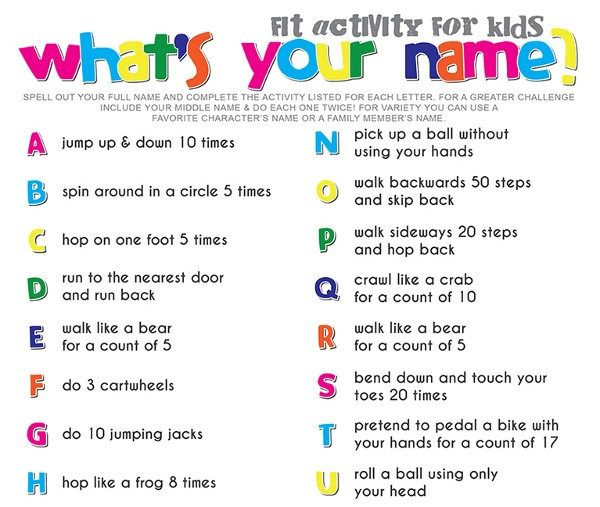 FIT ACTIVITY FOR KIDS
what's your name?
SPELL OUT YOUR FULL NAME AND COMPLETE THE ACTIVITY LISTED FOR EACH LETTER. FOR A GREATER CHALLENGE
INCLUDE YOUR MIDDLE NAME & DO EACH ONE TWICE! FOR VARIETY YOU CAN USE A
FAVORITE CHARACTER'S NAME OR A FAMILY MEMBER'S NAME.
A jump up & down 10 times
B spin around in a circle 5 times
C hop on one foot 5 times
D run to the nearest door
and run back
E walk like a bear
for a count of 5
F do 3 cartwheels
G do 10 jumping jacks
H hop like a frog 8 times
N pick up a ball without
using your hands
O walk backwards 50 steps
and skip back
P walk sideways 20 steps
and hop back
Q crawl like a crab
for a count of 10
R walk like a bear
for a count of 5
S bend down and touch your
toes 20 times
T pretend to pedal a bike with
your hands for a count of 17
U roll a ball using only
your head